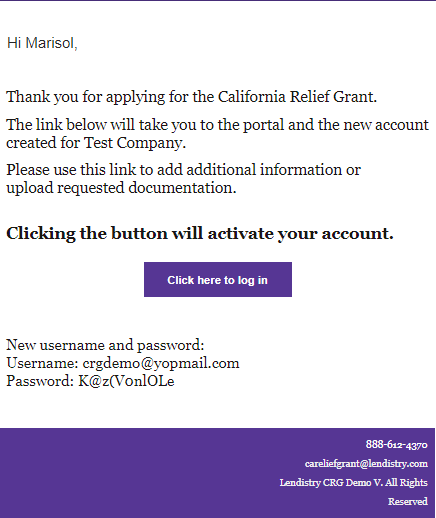 Hi Marisol,
Thank you for applying for the California Relief Grant.
The link below will take you to the portal and the new account
created for Test Company.
Please use this link to add additional information or
upload requested documentation.
Clicking the button will activate your account.
Click here to log in
New username and password:
Username: crgdemo@yopmail.com
Password: K@z(V0nlOLe
888-612-4370
careliefgrant@lendistry.com
Lendistry CRG Demo V. All Rights
Reserved